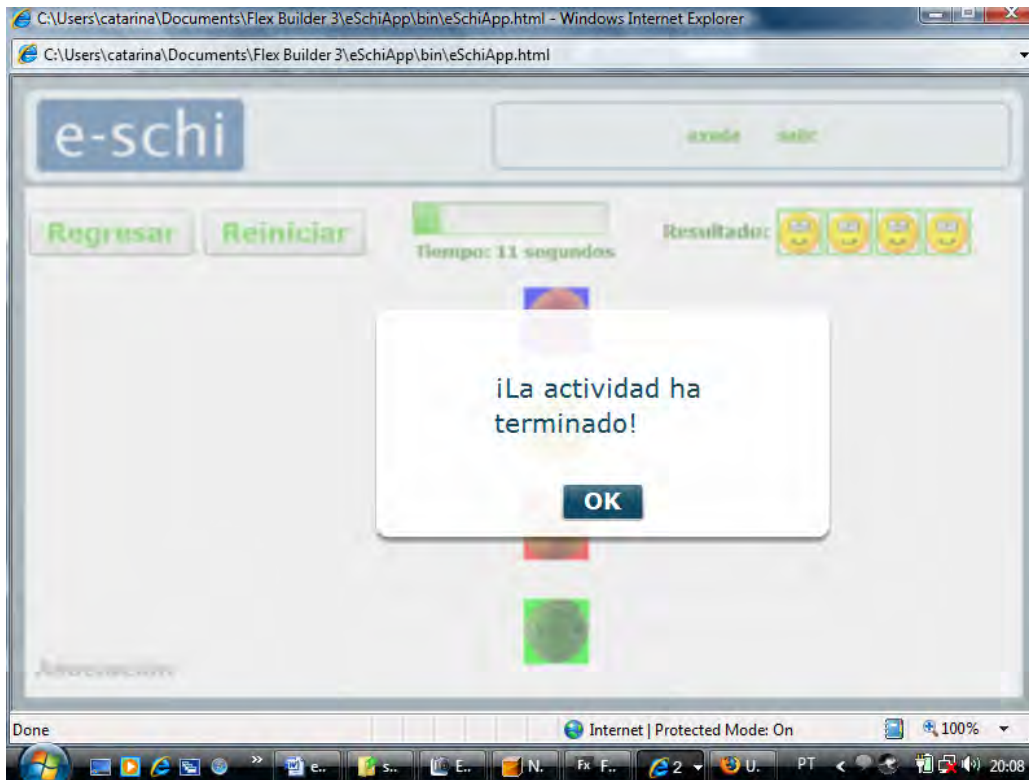 C:\Users\catarina\Documents\Flex Builder 3\eSchiApp\bin\eSchiApp.html - Windows Internet Explorer
C:\Users\catarina\Documents\Flex Builder 3\eSchiApp\bin\eSchiApp.html
e-schi
ayuda salir
Regresar Reiniciar
Tiempo: 11 segundos
Resultado:
¡La actividad ha
terminado!
OK
Done
Internet | Protected Mode: On
100%
e.. s.. E.. N. F.. 2 U. PT 20:08